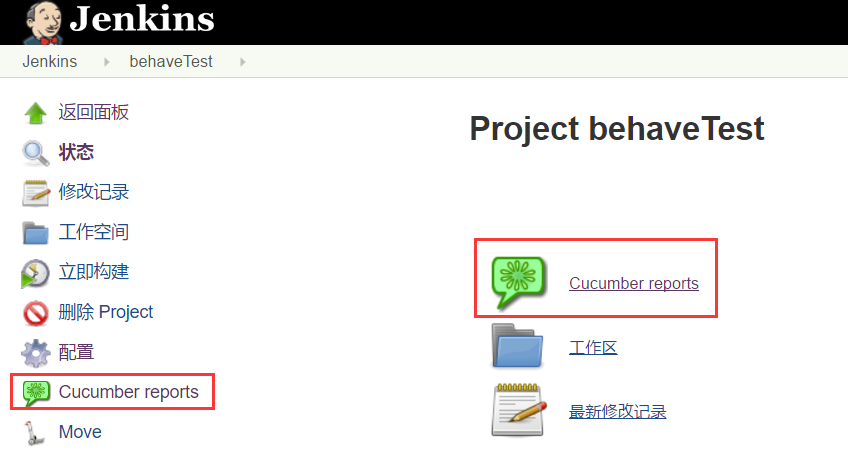 Jenkins
Jenkins behaveTest
返回面板
状态
修改记录
工作空间
立即构建
删除 Project
配置
Cucumber reports
Move
Project behaveTest
Cucumber reports
工作区
最新修改记录